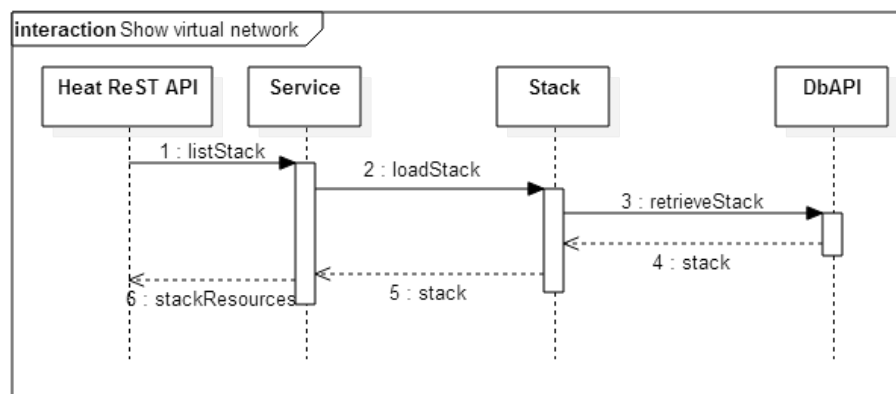 interaction Show virtual network
Heat ReST API
Service
Stack
DbAPI
1 : listStack
2 : loadStack
3 : retrieveStack
4 : stack
5 : stack
6 : stackResources